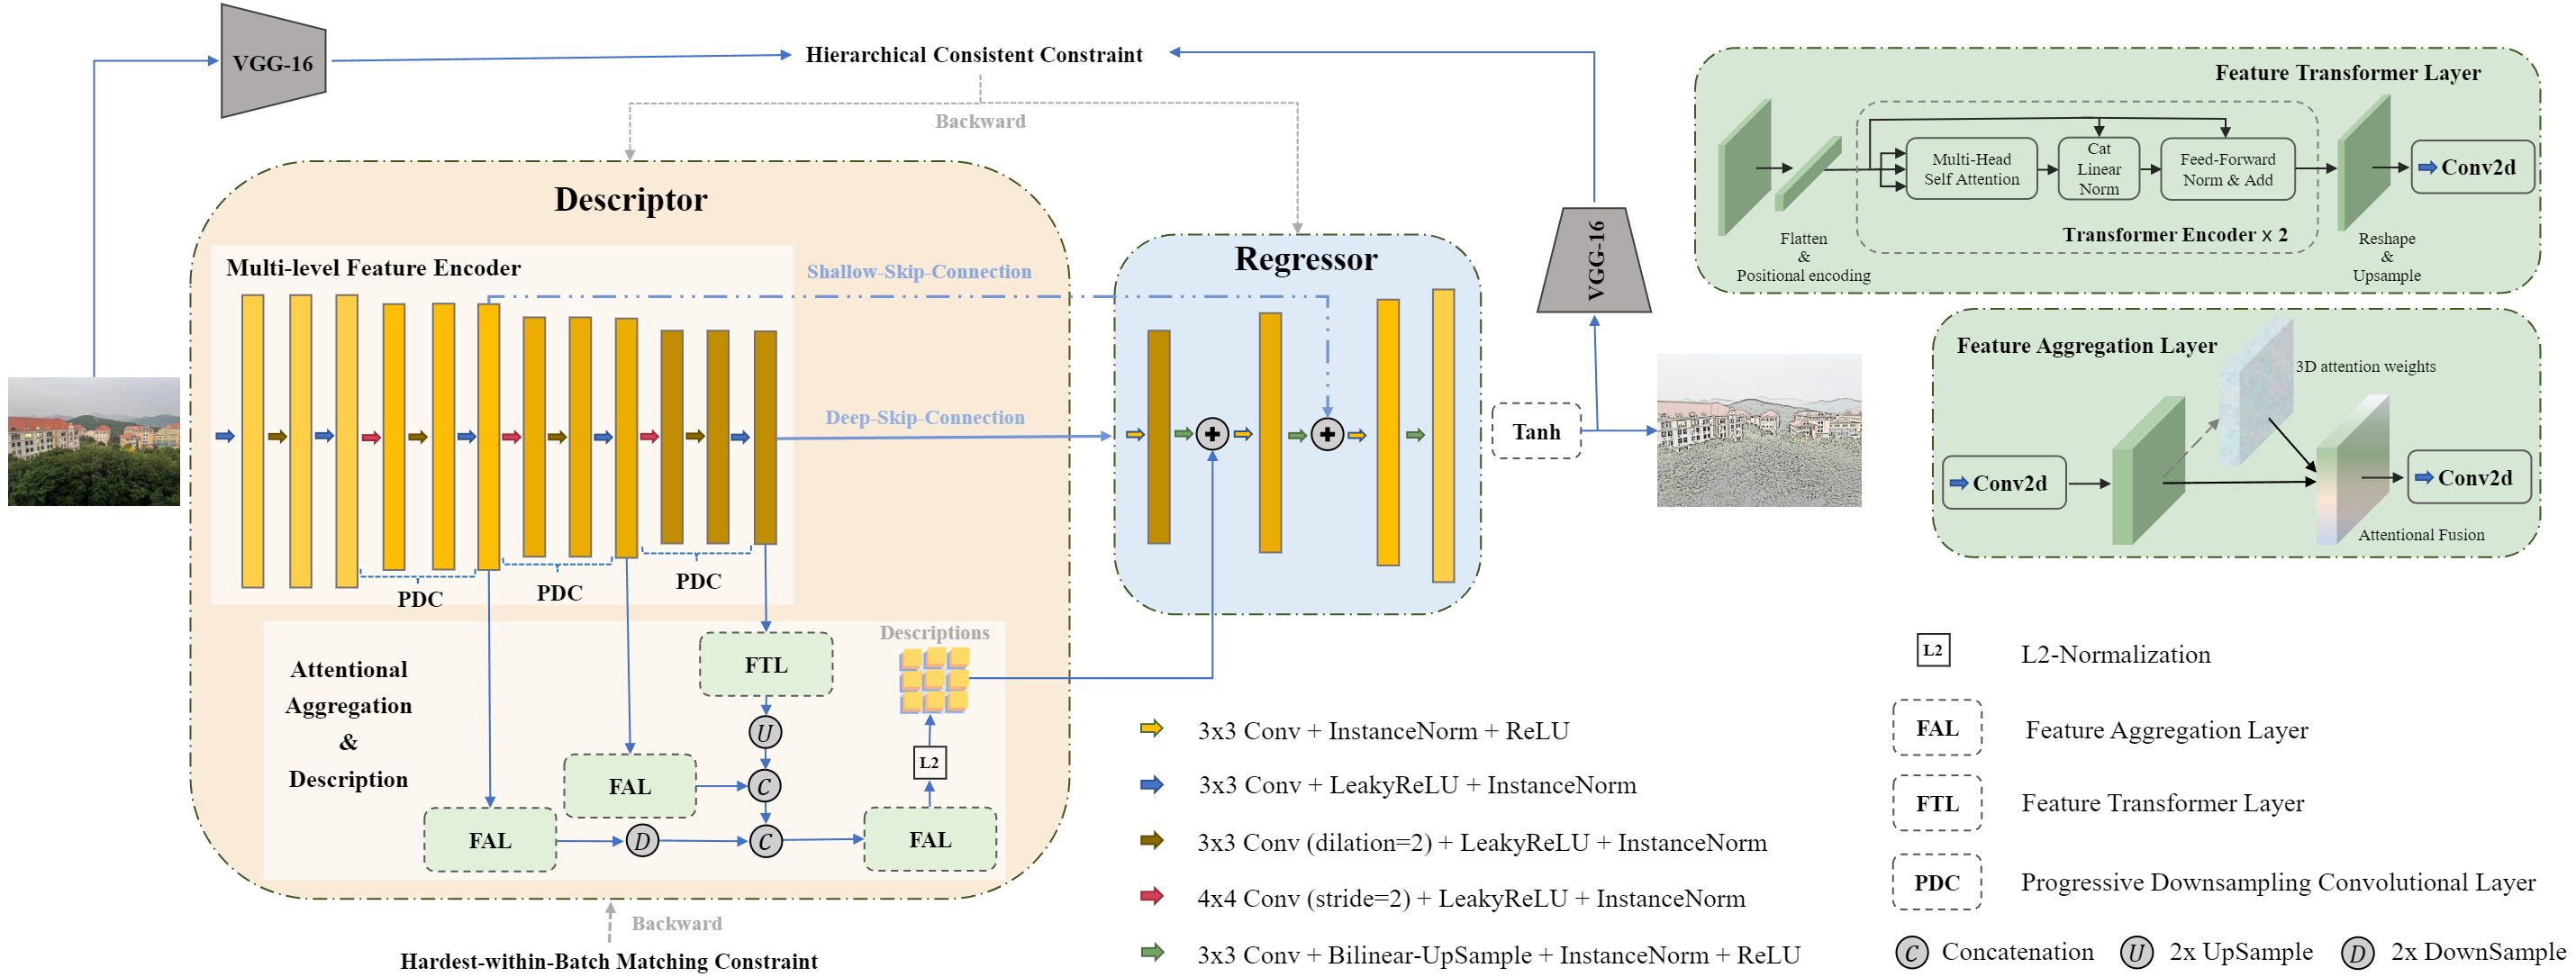 VGG-16
Hierarchical Consistent Constraint
Backward
Descriptor
Multi-level Feature Encoder
Shallow-Skip-Connection
Deep-Skip-Connection
PDC
PDC
PDC
Attentional
Aggregation
&
Description
FTL
U
FAL
C
FAL
D
C
FAL
L2
Descriptions
Backward
Hardest-within-Batch Matching Constraint
Regressor
Tanh
VGG-16
Feature Transformer Layer
Flatten
&
Positional encoding
Multi-Head
Self Attention
Cat
Linear
Norm
Feed-Forward
Norm & Add
Transformer Encoder x 2
Reshape
&
Upsample
Conv2d
Feature Aggregation Layer
3D attention weights
Conv2d
Conv2d
Attentional Fusion
3x3 Conv + InstanceNorm + ReLU
3x3 Conv + LeakyReLU + InstanceNorm
3x3 Conv (dilation=2) + LeakyReLU + InstanceNorm
4x4 Conv (stride=2) + LeakyReLU + InstanceNorm
3x3 Conv + Bilinear-UpSample + InstanceNorm + ReLU
L2 L2-Normalization
FAL Feature Aggregation Layer
FTL Feature Transformer Layer
PDC Progressive Downsampling Convolutional Layer
C Concatenation U 2x UpSample D 2x DownSample